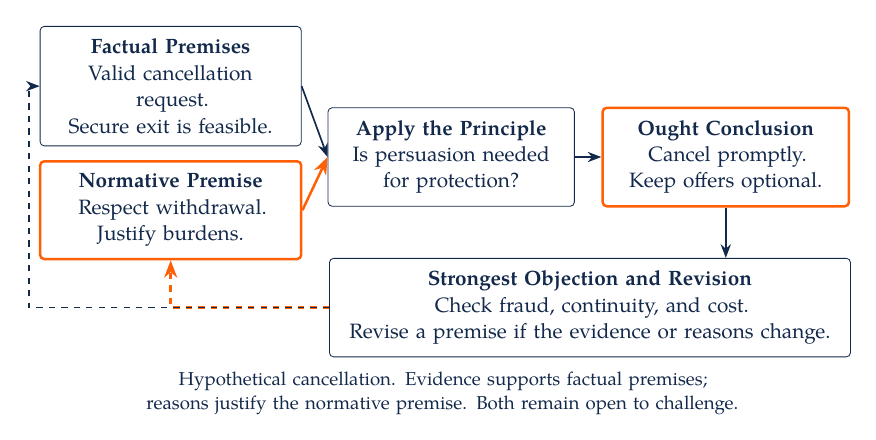 Factual Premises
Valid cancellation
request.
Secure exit is feasible.
Normative Premise
Respect withdrawal.
Justify burdens.
Apply the Principle
Is persuasion needed
for protection?
Ought Conclusion
Cancel promptly.
Keep offers optional.
Strongest Objection and Revision
Check fraud, continuity, and cost.
Revise a premise if the evidence or reasons change.
Hypothetical cancellation. Evidence supports factual premises;
reasons justify the normative premise. Both remain open to challenge.